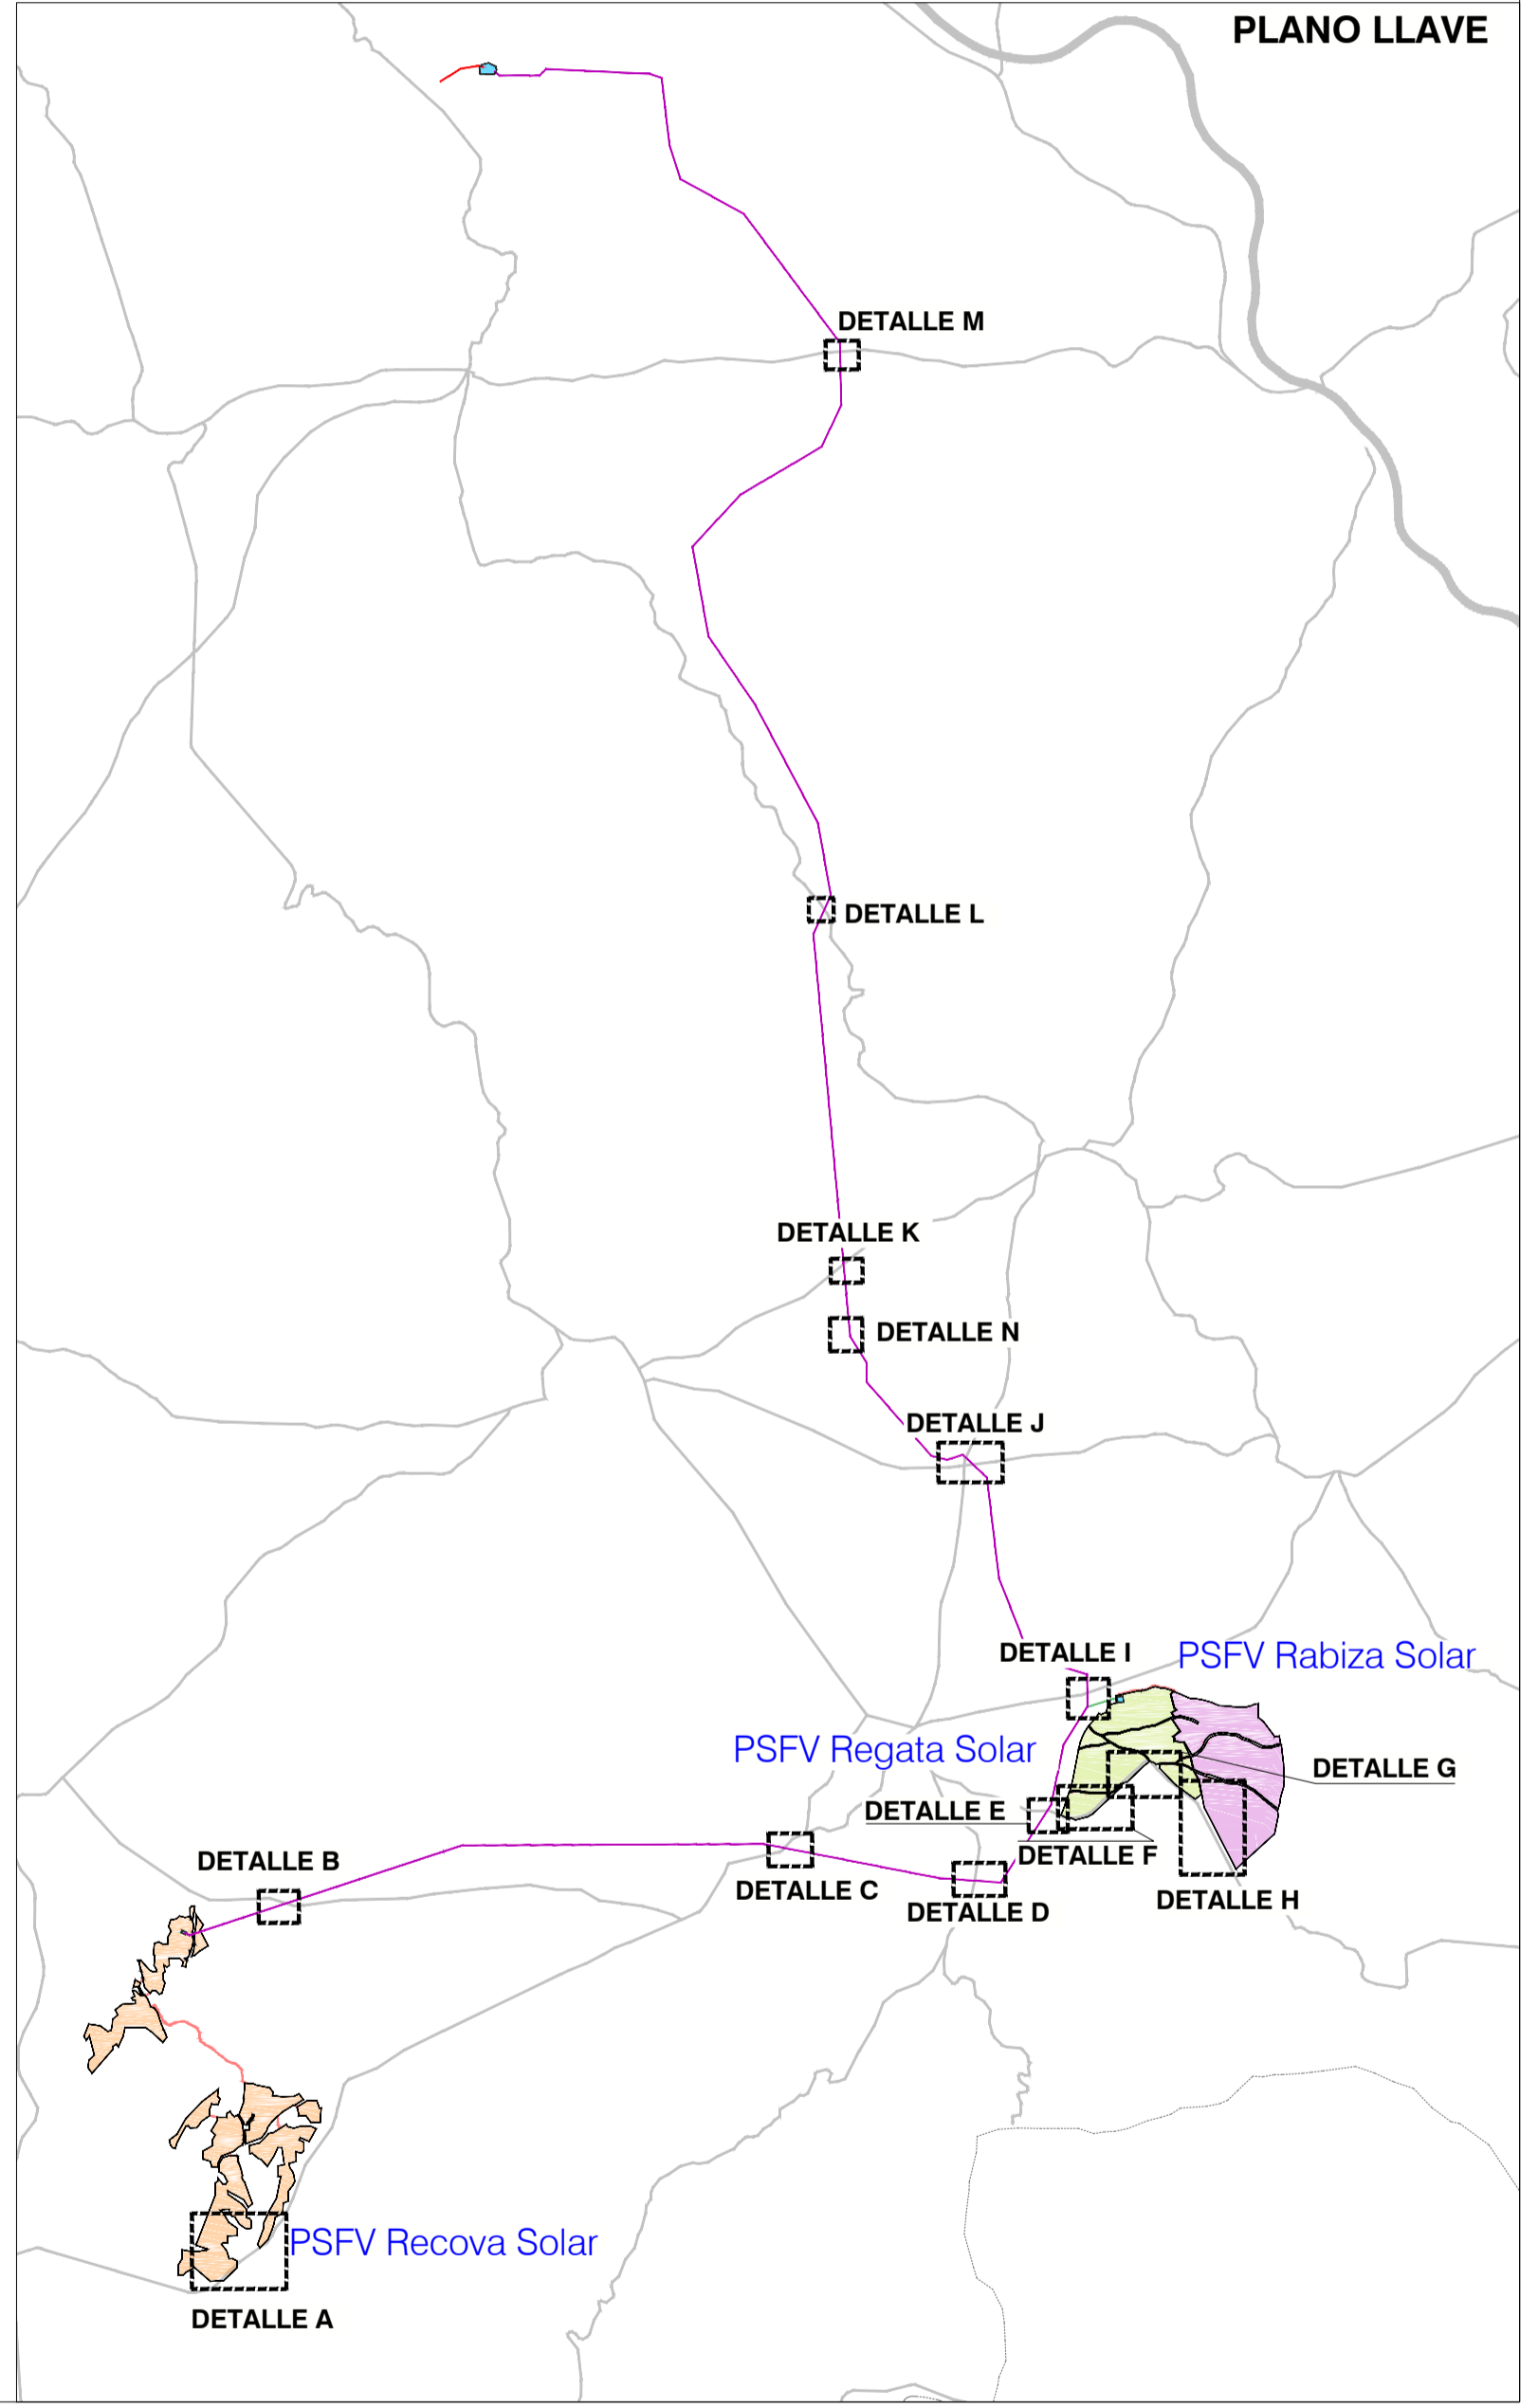 PLANO LLAVE
DETALLE M
DETALLE L
DETALLE K
DETALLE N
DETALLE J
DETALLE I
PSFV Rabiza Solar
PSFV Regata Solar
DETALLE G
DETALLE E
DETALLE F
DETALLE B
DETALLE C
DETALLE H
DETALLE D
PSFV Recova Solar
DETALLE A